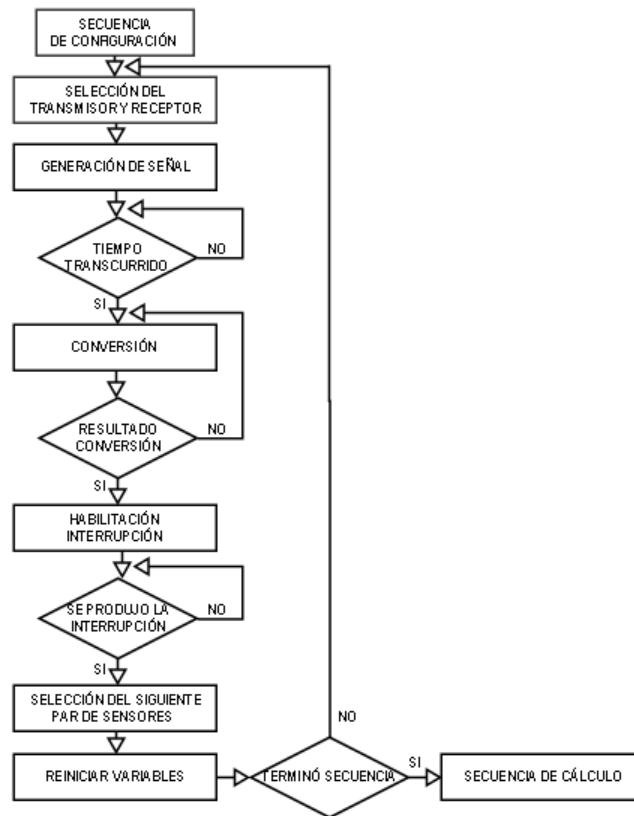 SECUENCIA
DE CONFIGURACIÓN
SELECCIÓN DEL
TRANSMISOR Y RECEPTOR
GENERACIÓN DE SEÑAL
TIEMPO
TRANSCURRIDO
NO
SI
CONVERSIÓN
RESULTADO
CONVERSIÓN
NO
SI
HABILITACIÓN
INTERRUPCIÓN
SE PRODUJO LA
INTERRUPCIÓN
NO
SI
SELECCIÓN DEL SIGUIENTE
PAR DE SENSORES
REINICIAR VARIABLES
TERMINÓ SECUENCIA
NO
SI
SECUENCIA DE CÁLCULO